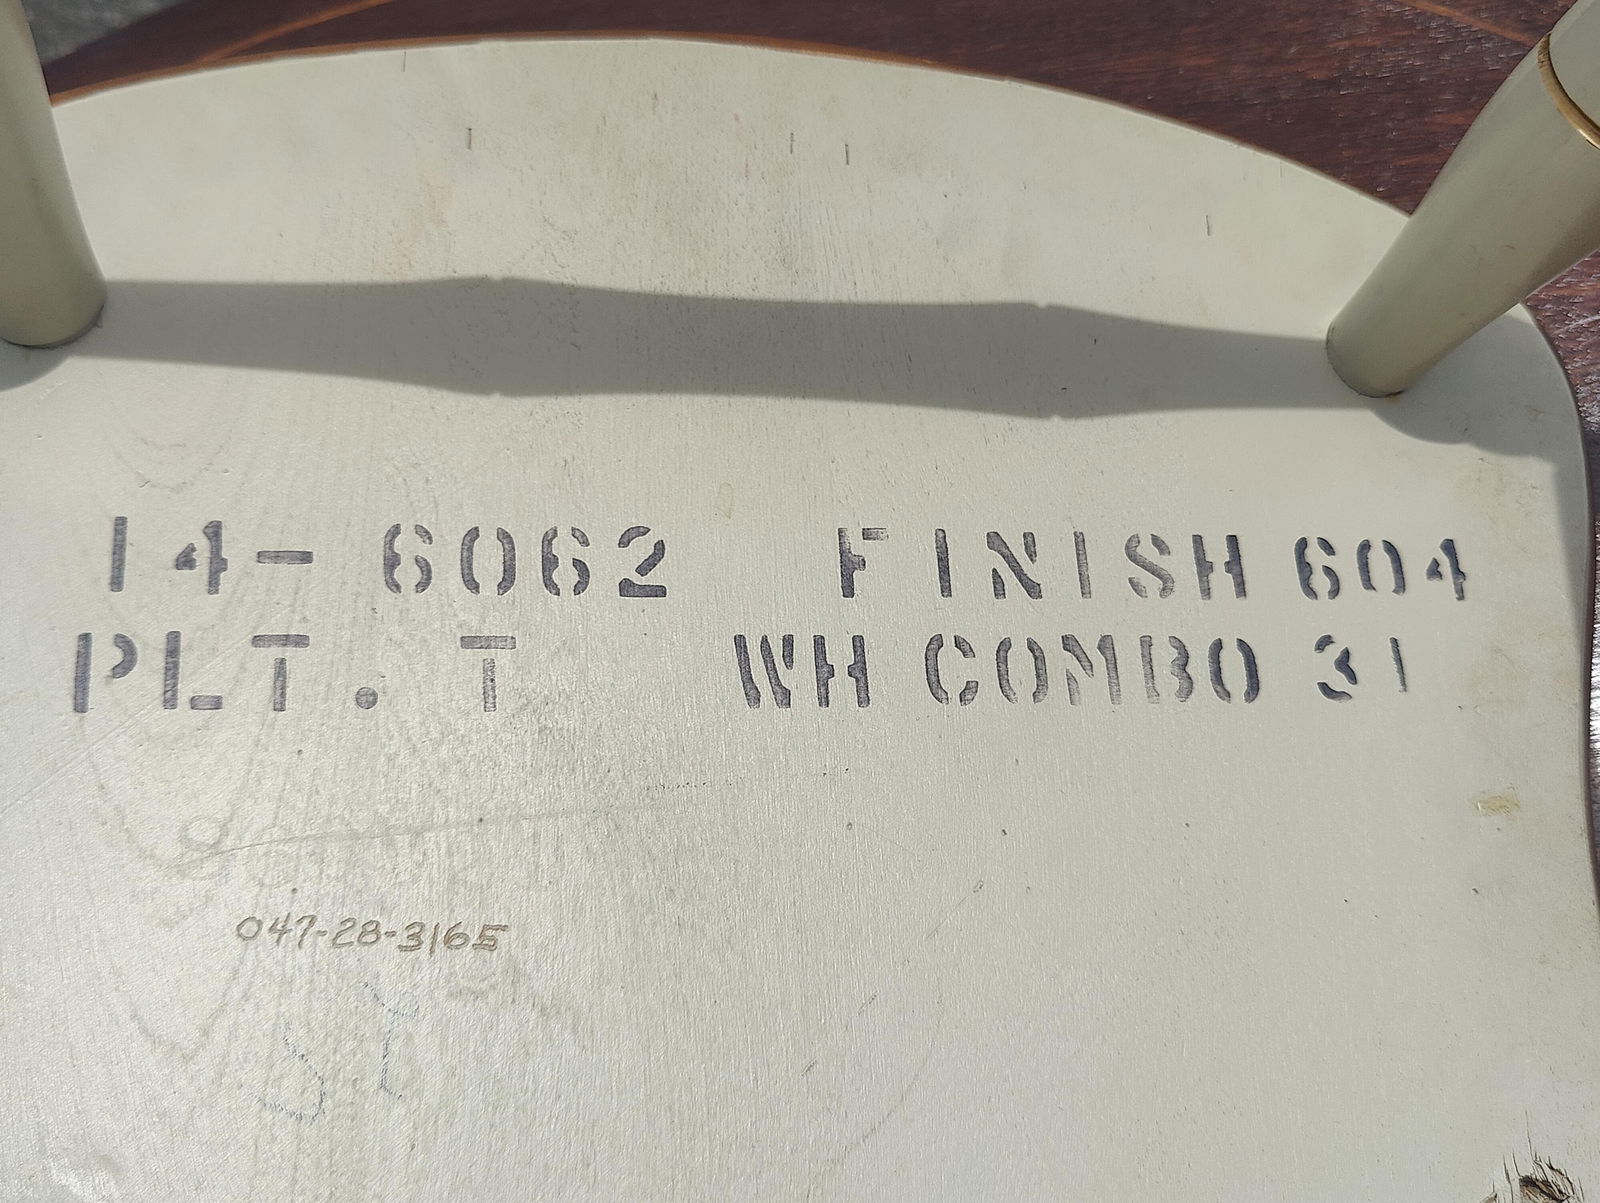 14-6062 FINISH 604
PLT. T WH COMBO 31
047-28-3165